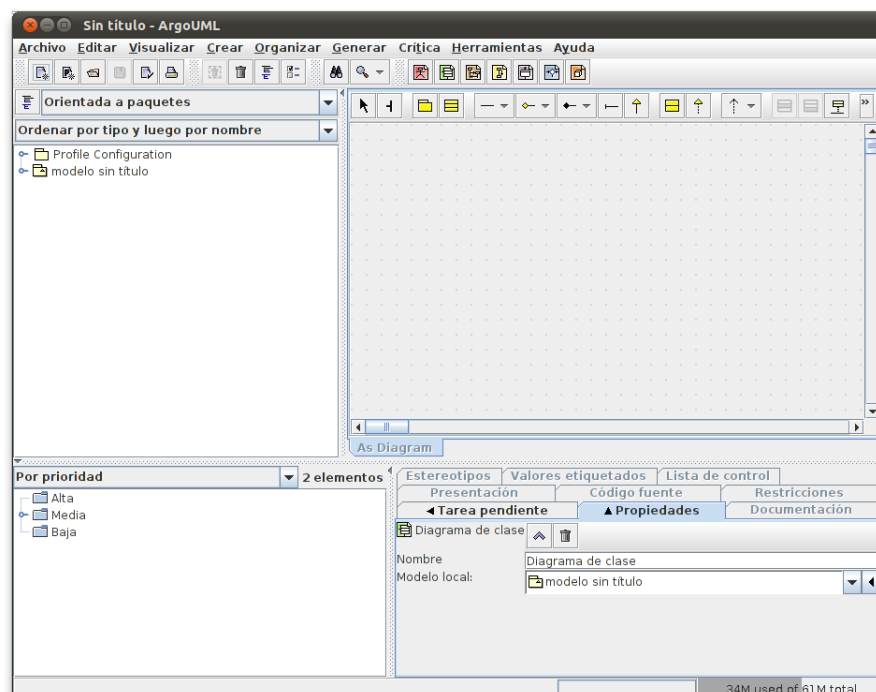 Sin título - ArgoUML
Archivo Editar Visualizar Crear Organizar Generar Crítica Herramientas Ayuda
Orientada a paquetes
Ordenar por tipo y luego por nombre
Profile Configuration
modelo sin título
As Diagram
Por prioridad
2 elementos
Alta
Media
Baja
Estereotipos Valores etiquetados Lista de control
Presentación Código fuente Restricciones
Tarea pendiente Propiedades Documentación
Diagrama de clase
Nombre Diagrama de clase
Modelo local: modelo sin título
34M used of 61M total